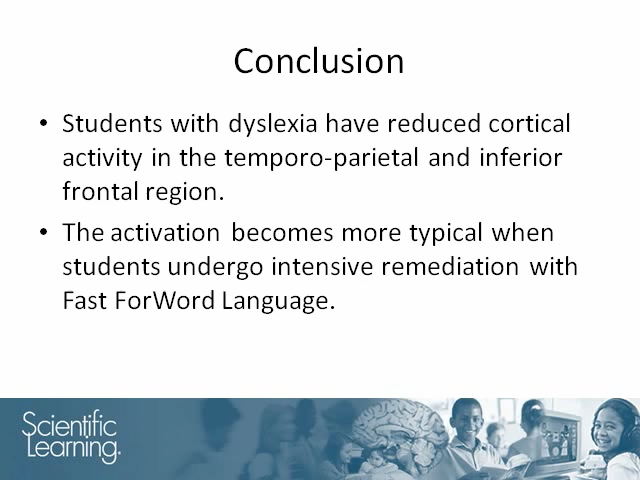 Conclusion
• Students with dyslexia have reduced cortical
activity in the temporo-parietal and inferior
frontal region.
• The activation becomes more typical when
students undergo intensive remediation with
Fast ForWord Language.
Scientific
Learning.